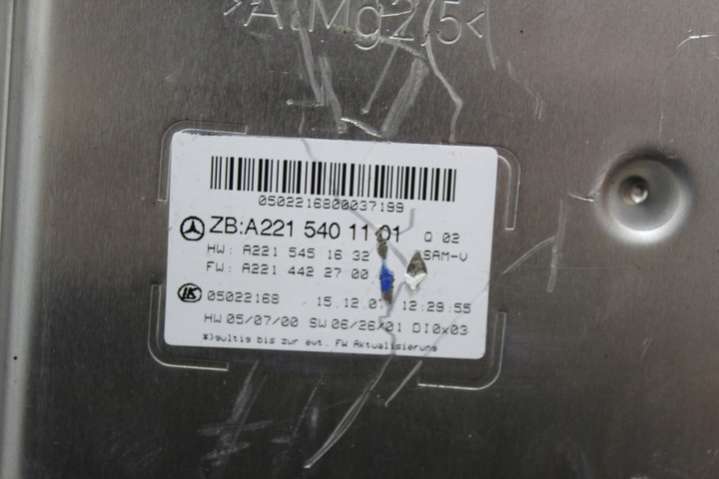 >AlMg2,5<
0502216800037199
ZB:A221 540 11 01 Q 02
HW: A221 545 16 32 SAM-V
FW: A221 442 27 00
05022168 15.12.07 12:29:55
HW 05/07/00 SW 06/26/01 DI0x03
*)gültig bis zur evt. FW Aktualisierung